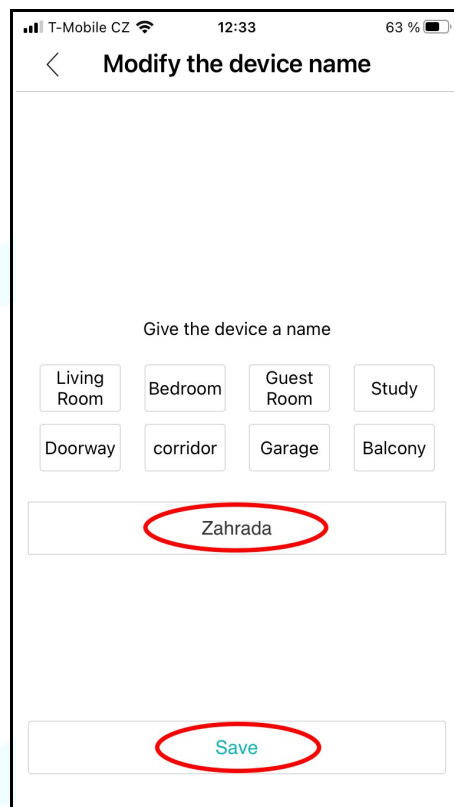 T-Mobile CZ 12:33 63 %
Modify the device name
Give the device a name
Living Room Bedroom Guest Room Study
Doorway corridor Garage Balcony
Zahrada
Save